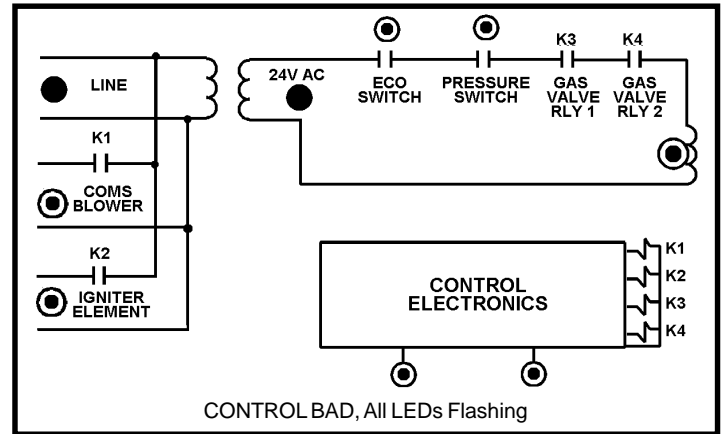 LINE
24V AC
ECO
SWITCH
PRESSURE
SWITCH
K3
GAS
VALVE
RLY 1
K4
GAS
VALVE
RLY 2
K1
COMS
BLOWER
K2
IGNITER
ELEMENT
CONTROL
ELECTRONICS
K1
K2
K3
K4
CONTROL BAD, All LEDs Flashing